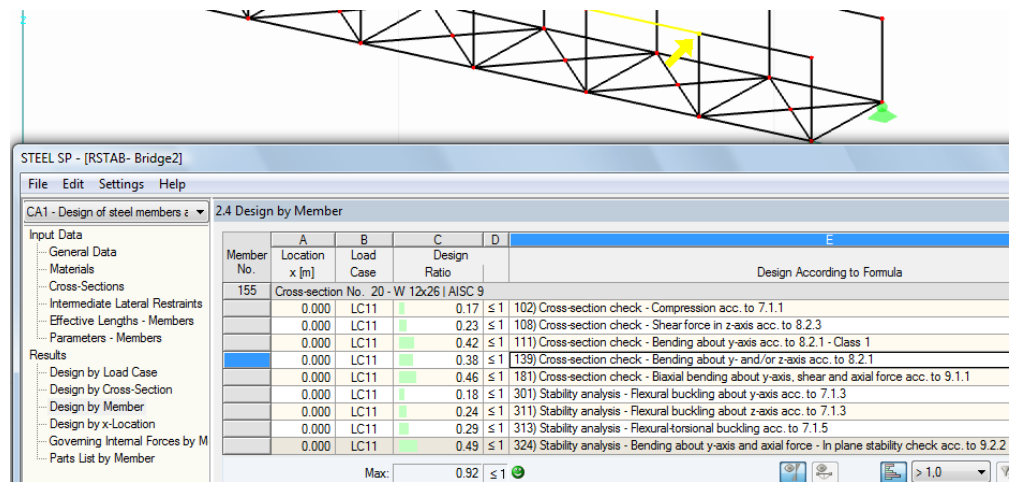 z
STEEL SP - [RSTAB- Bridge2]
File Edit Settings Help
CA1 - Design of steel members a
2.4 Design by Member
Input Data
General Data
Materials
Cross-Sections
Intermediate Lateral Restraints
Effective Lengths - Members
Parameters - Members
Results
Design by Load Case
Design by Cross-Section
Design by Member
Design by x-Location
Governing Internal Forces by M
Parts List by Member
A B C D E
Member Location Load Design
No. x [m] Case Ratio Design According to Formula
155 Cross-section No. 20 - W 12x26 | AISC 9
0.000 LC11 0.17 ≤ 1 102) Cross-section check - Compression acc. to 7.1.1
0.000 LC11 0.23 ≤ 1 108) Cross-section check - Shear force in z-axis acc. to 8.2.3
0.000 LC11 0.42 ≤ 1 111) Cross-section check - Bending about y-axis acc. to 8.2.1 - Class 1
0.000 LC11 0.38 ≤ 1 139) Cross-section check - Bending about y- and/or z-axis acc. to 8.2.1
0.000 LC11 0.46 ≤ 1 181) Cross-section check - Biaxial bending about y-axis, shear and axial force acc. to 9.1.1
0.000 LC11 0.18 ≤ 1 301) Stability analysis - Flexural buckling about y-axis acc. to 7.1.3
0.000 LC11 0.24 ≤ 1 311) Stability analysis - Flexural buckling about z-axis acc. to 7.1.3
0.000 LC11 0.29 ≤ 1 313) Stability analysis - Flexural-torsional buckling acc. to 7.1.5
0.000 LC11 0.49 ≤ 1 324) Stability analysis - Bending about y-axis and axial force - In plane stability check acc. to 9.2.2
Max: 0.92 ≤ 1
> 1,0